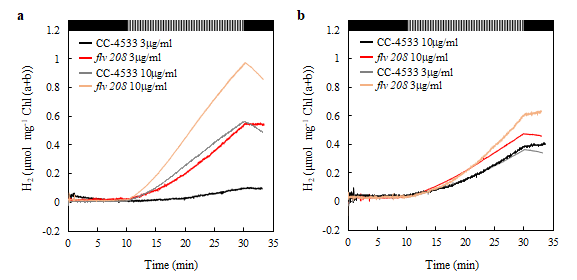 a
b
CC-4533 3μg/ml
flv 208 3μg/ml
CC-4533 10μg/ml
flv 208 10μg/ml
CC-4533 10μg/ml
flv 208 10μg/ml
CC-4533 3μg/ml
flv 208 3μg/ml
H₂ (μmol mg⁻¹ Chl (a+b))
1.2
1
0.8
0.6
0.4
0.2
0
-0.2
0 5 10 15 20 25 30 35
Time (min)
H₂ (μmol mg⁻¹ Chl (a+b))
1.2
1
0.8
0.6
0.4
0.2
0
-0.2
0 5 10 15 20 25 30 35
Time (min)